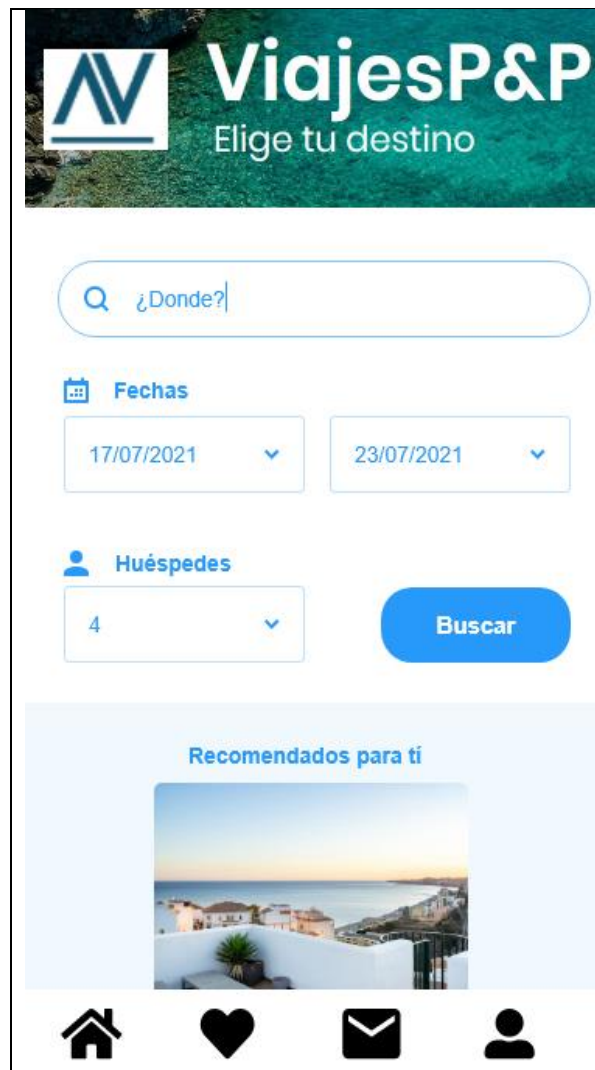 ViajesP&P
Elige tu destino
¿Donde?
Fechas
17/07/2021 23/07/2021
Huéspedes
4 Buscar
Recomendados para tí